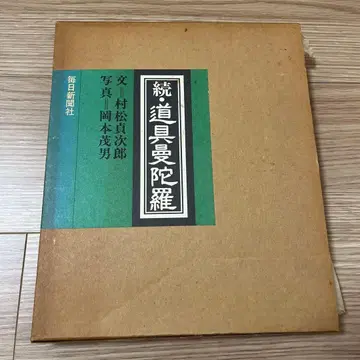 続・道具曼陀羅
文=村松貞次郎
写真=岡本茂男
毎日新聞社